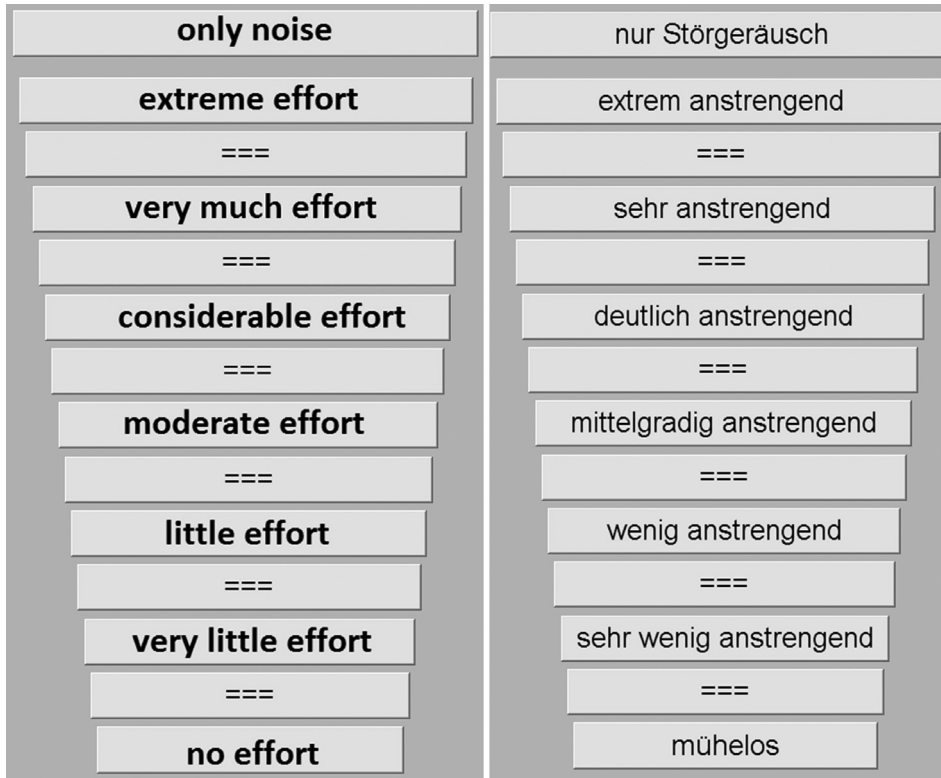 only noise
extreme effort
===
very much effort
===
considerable effort
===
moderate effort
===
little effort
===
very little effort
===
no effort
nur Störgeräusch
extrem anstrengend
===
sehr anstrengend
===
deutlich anstrengend
===
mittelgradig anstrengend
===
wenig anstrengend
===
sehr wenig anstrengend
===
mühelos